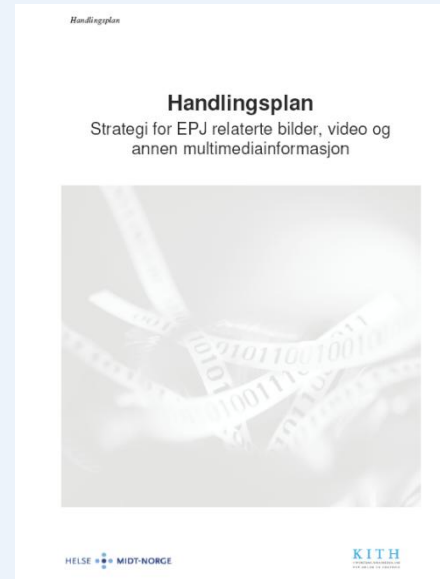 Handlingsplan
Handlingsplan
Strategi for EPJ relaterte bilder, video og
annen multimediainformasjon
HELSE MIDT-NORGE
KITH